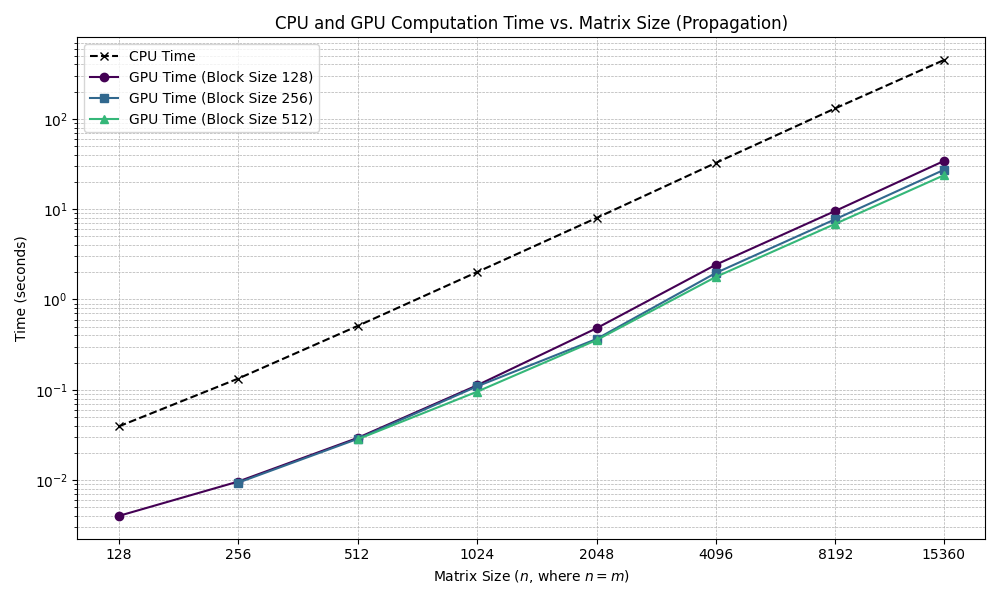 CPU and GPU Computation Time vs. Matrix Size (Propagation)
CPU Time
GPU Time (Block Size 128)
GPU Time (Block Size 256)
GPU Time (Block Size 512)
Time (seconds)
10²
10¹
10⁰
10⁻¹
10⁻²
128 256 512 1024 2048 4096 8192 15360
Matrix Size (n, where n = m)